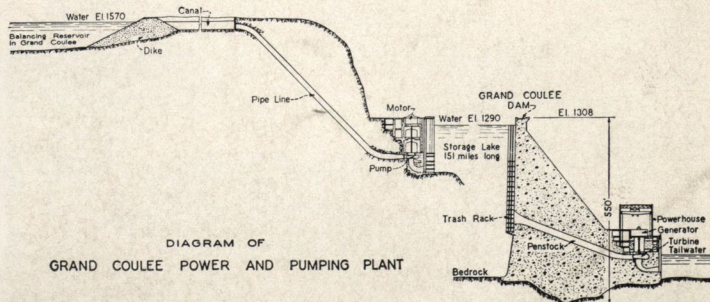 Water El. 1570
Canal
Balancing Reservoir
In Grand Coulee
Dike
Pipe Line
Motor
Water El. 1290
Storage Lake
151 miles long
Pump
GRAND COULEE
DAM
El. 1308
550'
Trash Rack
Penstock
Bedrock
Powerhouse
Generator
Turbine
Tailwater
DIAGRAM OF
GRAND COULEE POWER AND PUMPING PLANT